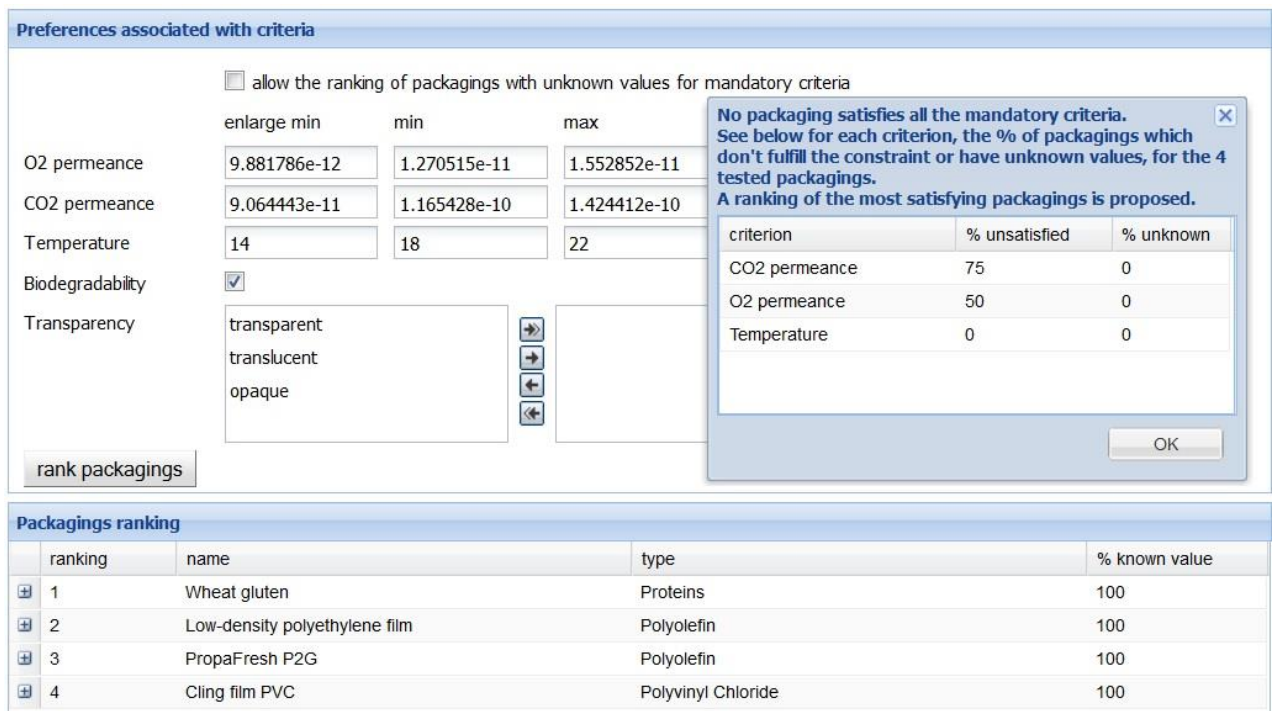 Preferences associated with criteria
allow the ranking of packagings with unknown values for mandatory criteria
enlarge min min max
O2 permeance 9.881786e-12 1.270515e-11 1.552852e-11
CO2 permeance 9.064443e-11 1.165428e-10 1.424412e-10
Temperature 14 18 22
Biodegradability
Transparency transparent
translucent
opaque
rank packagings
No packaging satisfies all the mandatory criteria.
See below for each criterion, the % of packagings which
don't fulfill the constraint or have unknown values, for the 4
tested packagings.
A ranking of the most satisfying packagings is proposed.
criterion % unsatisfied % unknown
CO2 permeance 75 0
O2 permeance 50 0
Temperature 0 0
OK
Packagings ranking
ranking name type % known value
1 Wheat gluten Proteins 100
2 Low-density polyethylene film Polyolefin 100
3 PropaFresh P2G Polyolefin 100
4 Cling film PVC Polyvinyl Chloride 100